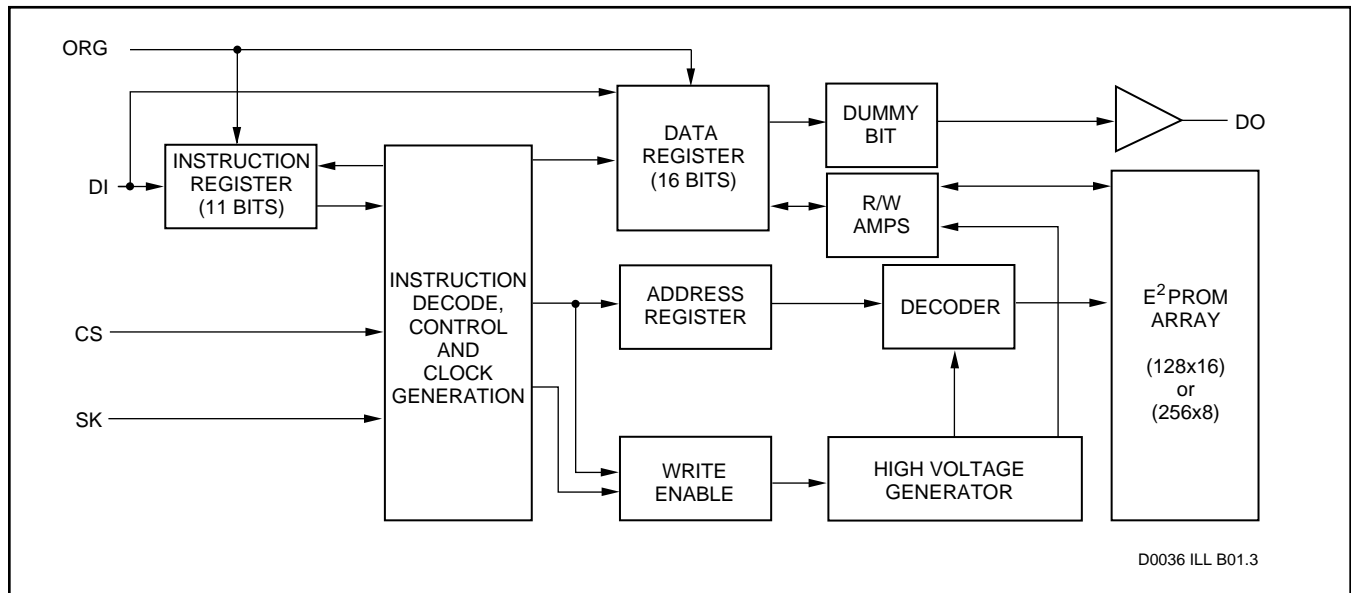 ORG
DI
CS
SK
INSTRUCTION
REGISTER
(11 BITS)
INSTRUCTION
DECODE,
CONTROL
AND
CLOCK
GENERATION
DATA
REGISTER
(16 BITS)
DUMMY
BIT
DO
R/W
AMPS
ADDRESS
REGISTER
DECODER
WRITE
ENABLE
HIGH VOLTAGE
GENERATOR
E²PROM
ARRAY
(128x16)
or
(256x8)
D0036 ILL B01.3